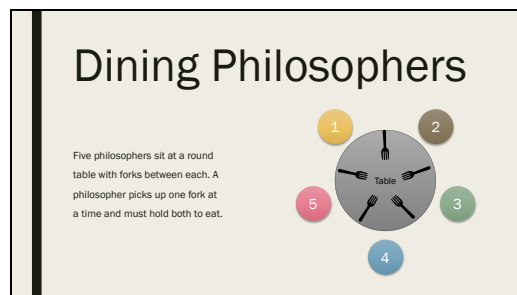 Dining Philosophers
Five philosophers sit at a round
table with forks between each. A
philosopher picks up one fork at
a time and must hold both to eat.
1
2
Table
5
3
4